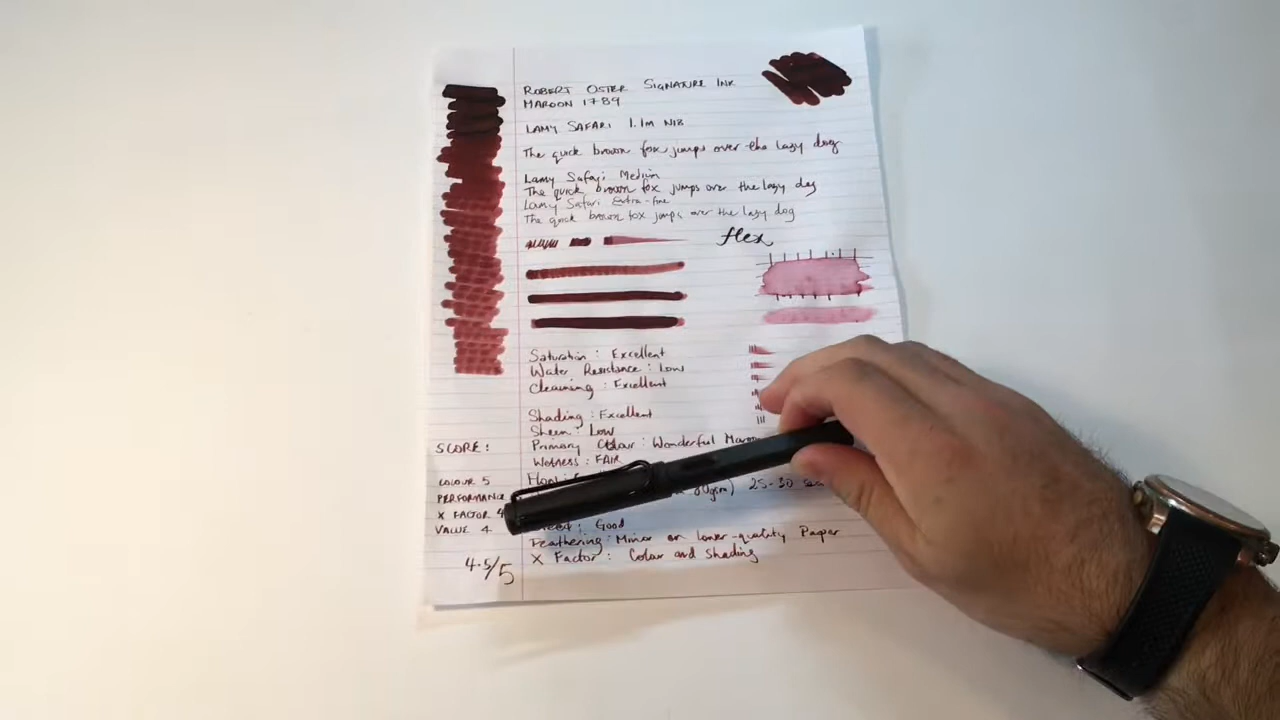 ROBERT OSTER SIGNATURE INK
MAROON 1789
LAMY SAFARI 1.1M NIB
The quick brown fox jumps over the lazy dog
Lamy Safari Medium
The quick brown fox jumps over the lazy dog
Lamy Safari Extra-fine
The quick brown fox jumps over the lazy dog
flex
Saturation: Excellent
Water Resistance: Low
Cleaning: Excellent
Shading: Excellent
Sheen: Low
Primary Colour: Wonderful
Wetness: FAIR
Flow:
80gsm) 25-30
Good
Feathering: Minor on lower-quality Paper
X Factor: Colour and Shading
SCORE:
COLOUR 5
PERFORMANCE
X FACTOR 4
VALUE 4
4.5/5